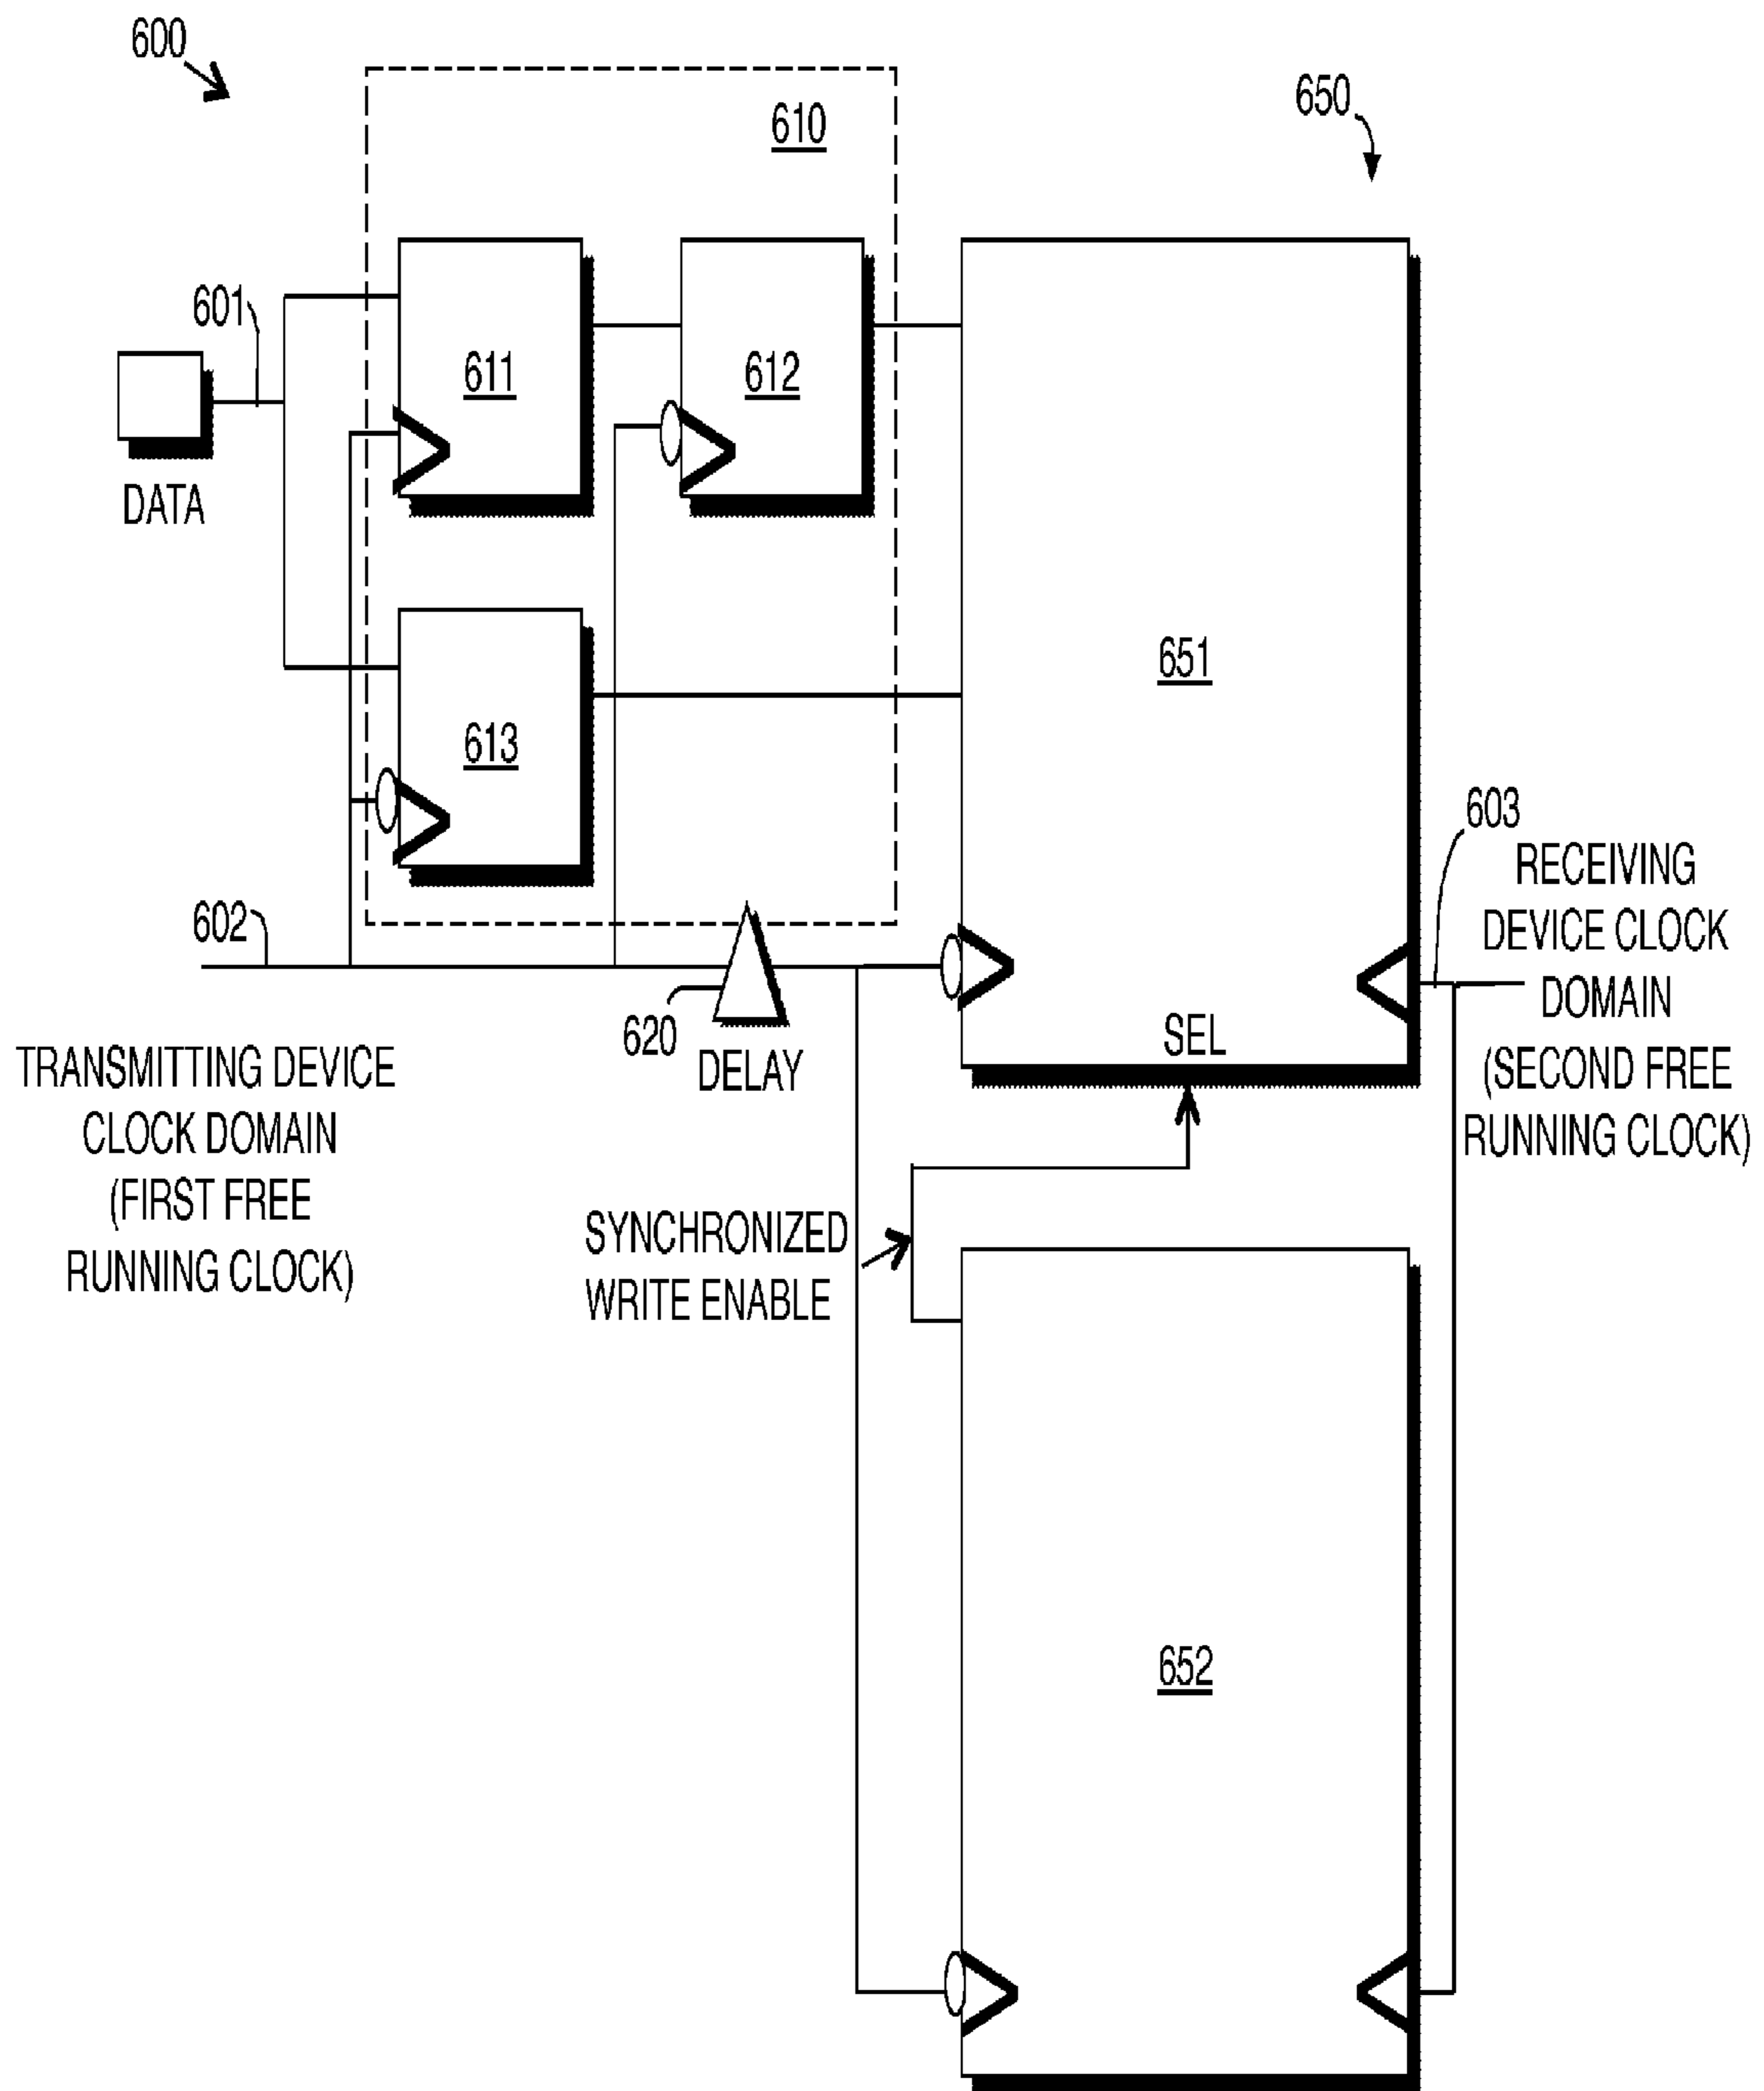 600
610
650
601
611
612
DATA
651
613
603
RECEIVING
DEVICE CLOCK
DOMAIN
(SECOND FREE
RUNNING CLOCK)
602
620
DELAY
SEL
TRANSMITTING DEVICE
CLOCK DOMAIN
(FIRST FREE
RUNNING CLOCK)
SYNCHRONIZED
WRITE ENABLE
652